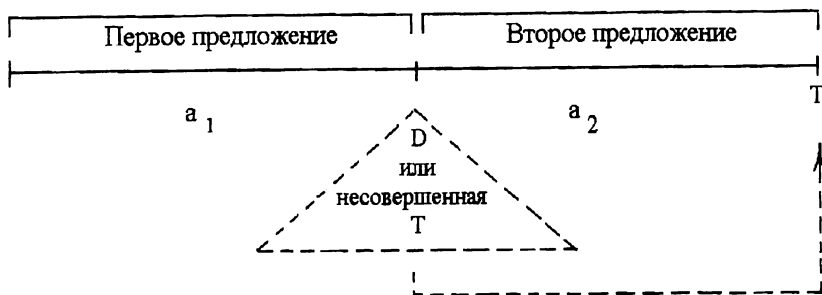 Первое предложение Второе предложение
a 1 a 2 T
D
или
несовершенная
T